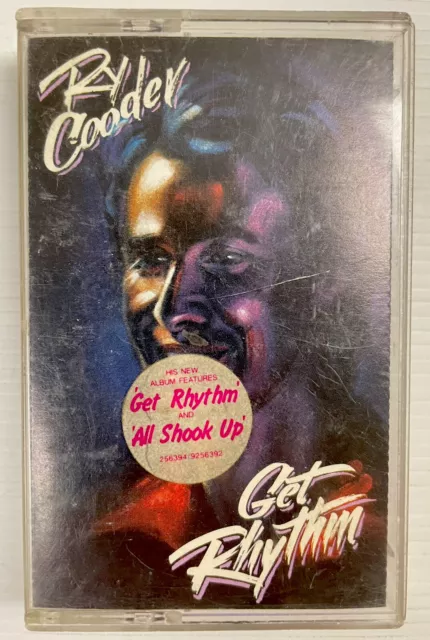 Ry
Cooder
HIS NEW
ALBUM FEATURES
'Get Rhythm'
AND
'All Shook Up'
256394/9256392
Get
Rhythm